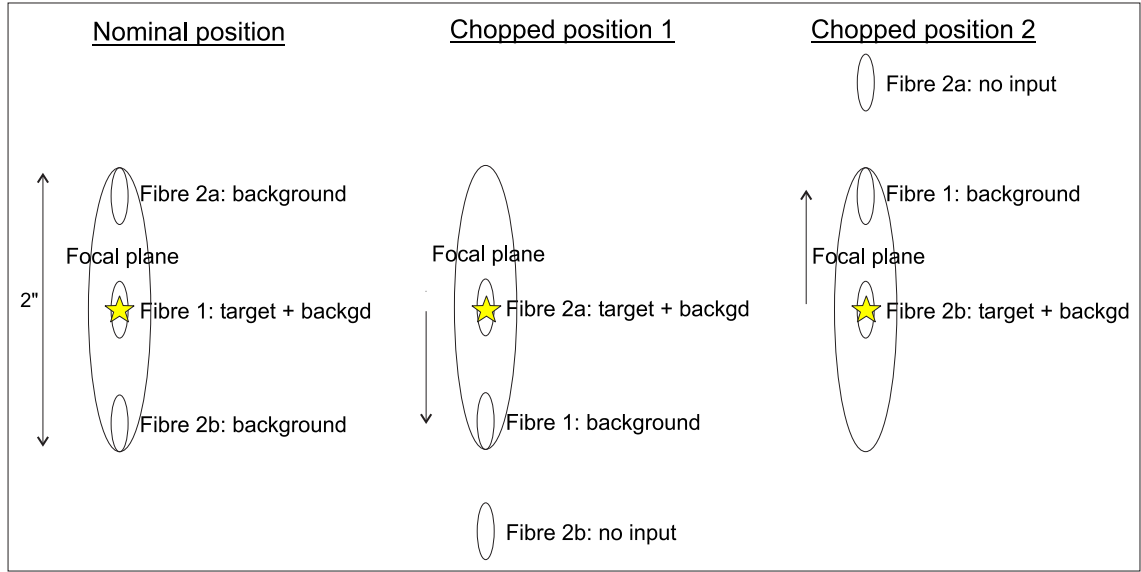 Nominal position
Fibre 2a: background
Focal plane
2"
Fibre 1: target + backgd
Fibre 2b: background
Chopped position 1
Focal plane
Fibre 2a: target + backgd
Fibre 1: background
Fibre 2b: no input
Chopped position 2
Fibre 2a: no input
Fibre 1: background
Focal plane
Fibre 2b: target + backgd